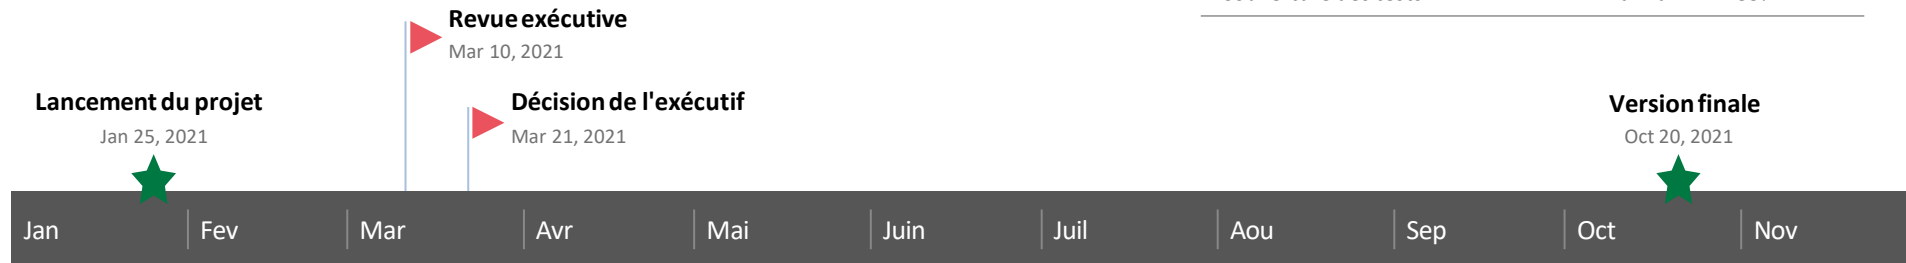 Revue exécutive
Mar 10, 2021
Lancement du projet
Jan 25, 2021
Décision de l'exécutif
Mar 21, 2021
Version finale
Oct 20, 2021
Jan Fev Mar Avr Mai Juin Juil Aou Sep Oct Nov